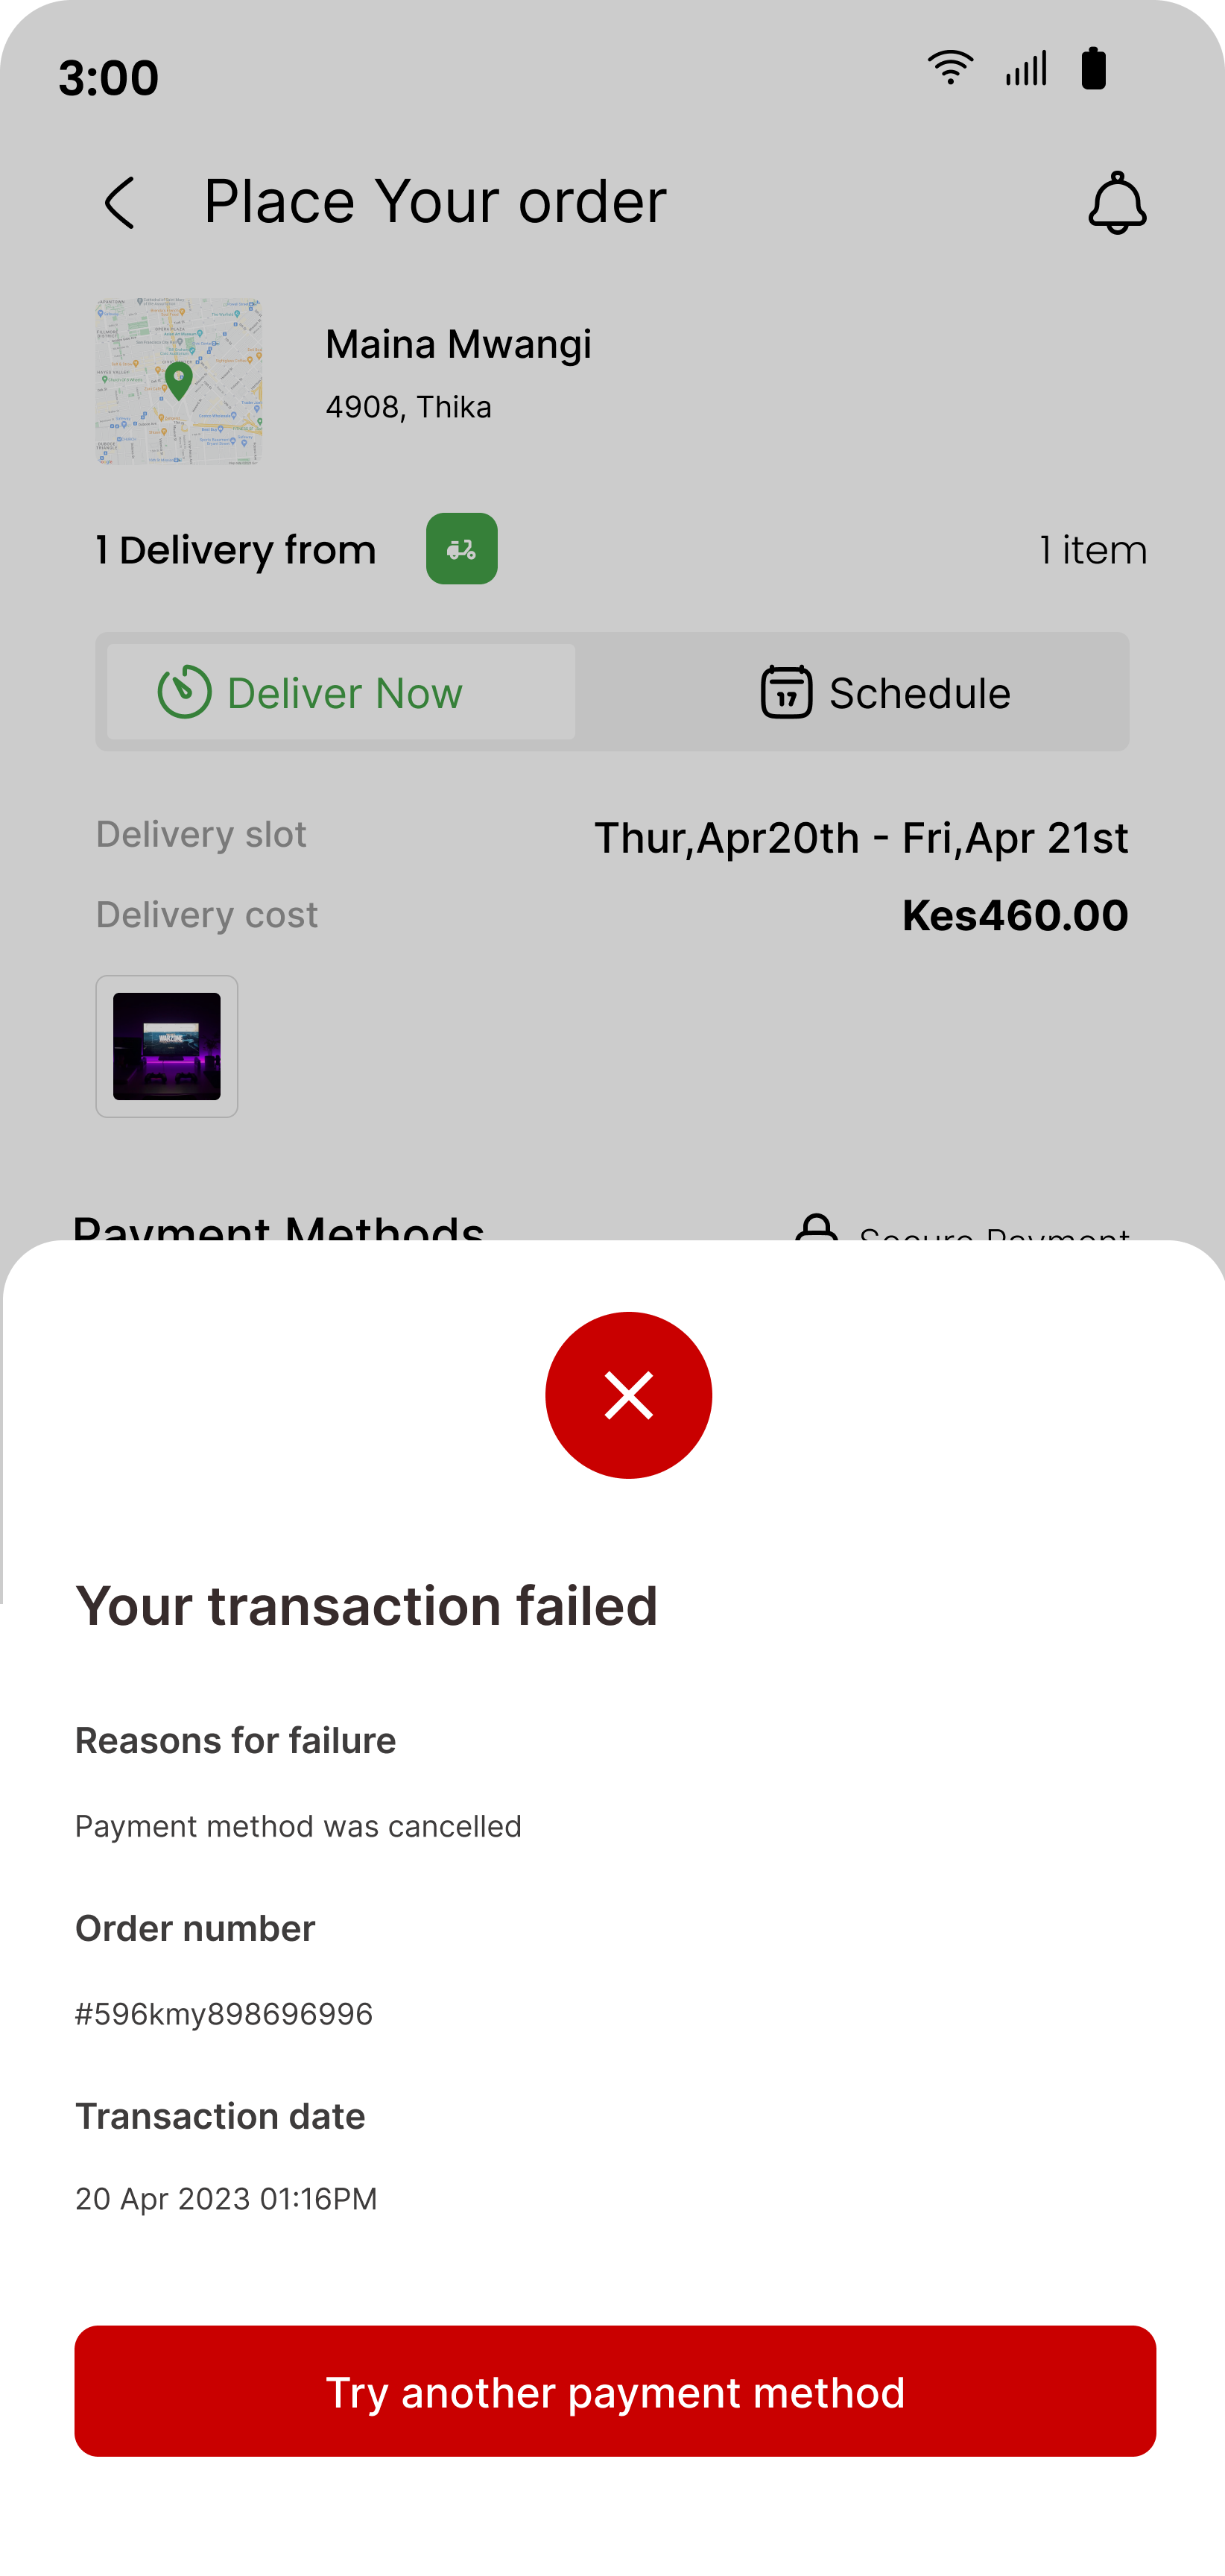 3:00
Place Your order
Maina Mwangi
4908, Thika
1 Delivery from
1 item
Deliver Now
17
Schedule
Delivery slot
Thur,Apr20th - Fri,Apr 21st
Delivery cost
Kes460.00
WARZONE
Payment Methods
Secure Payment
Your transaction failed
Reasons for failure
Payment method was cancelled
Order number
#596kmy898696996
Transaction date
20 Apr 2023 01:16PM
Try another payment method